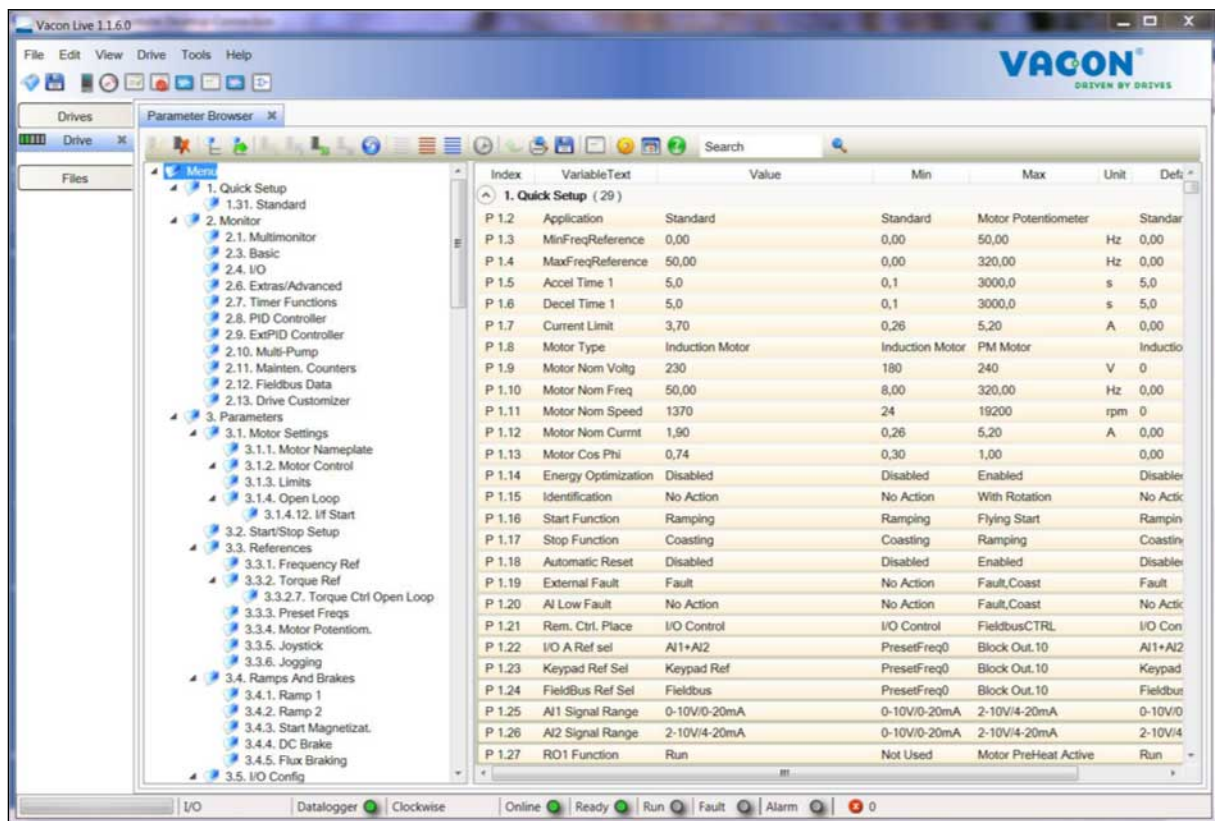 Vacon Live 1.1.6.0
File Edit View Drive Tools Help
VACON®
DRIVEN BY DRIVES
Drives
Drive
Files
Parameter Browser
Search
Menu
1. Quick Setup
1.31. Standard
2. Monitor
2.1. Multimonitor
2.3. Basic
2.4. I/O
2.6. Extras/Advanced
2.7. Timer Functions
2.8. PID Controller
2.9. ExtPID Controller
2.10. Multi-Pump
2.11. Mainten. Counters
2.12. Fieldbus Data
2.13. Drive Customizer
3. Parameters
3.1. Motor Settings
3.1.1. Motor Nameplate
3.1.2. Motor Control
3.1.3. Limits
3.1.4. Open Loop
3.1.4.12. I/f Start
3.2. Start/Stop Setup
3.3. References
3.3.1. Frequency Ref
3.3.2. Torque Ref
3.3.2.7. Torque Ctrl Open Loop
3.3.3. Preset Freqs
3.3.4. Motor Potentiom.
3.3.5. Joystick
3.3.6. Jogging
3.4. Ramps And Brakes
3.4.1. Ramp 1
3.4.2. Ramp 2
3.4.3. Start Magnetizat.
3.4.4. DC Brake
3.4.5. Flux Braking
3.5. I/O Config
Index VariableText Value Min Max Unit Defa
1. Quick Setup (29)
P 1.2 Application Standard Standard Motor Potentiometer Standar
P 1.3 MinFreqReference 0,00 0,00 50,00 Hz 0,00
P 1.4 MaxFreqReference 50,00 0,00 320,00 Hz 0,00
P 1.5 Accel Time 1 5,0 0,1 3000,0 s 5,0
P 1.6 Decel Time 1 5,0 0,1 3000,0 s 5,0
P 1.7 Current Limit 3,70 0,26 5,20 A 0,00
P 1.8 Motor Type Induction Motor Induction Motor PM Motor Inductio
P 1.9 Motor Nom Voltg 230 180 240 V 0
P 1.10 Motor Nom Freq 50,00 8,00 320,00 Hz 0,00
P 1.11 Motor Nom Speed 1370 24 19200 rpm 0
P 1.12 Motor Nom Currnt 1,90 0,26 5,20 A 0,00
P 1.13 Motor Cos Phi 0,74 0,30 1,00 0,00
P 1.14 Energy Optimization Disabled Disabled Enabled Disable
P 1.15 Identification No Action No Action With Rotation No Actic
P 1.16 Start Function Ramping Ramping Flying Start Rampin
P 1.17 Stop Function Coasting Coasting Ramping Coastin
P 1.18 Automatic Reset Disabled Disabled Enabled Disable
P 1.19 External Fault Fault No Action Fault,Coast Fault
P 1.20 AI Low Fault No Action No Action Fault,Coast No Actic
P 1.21 Rem. Ctrl. Place I/O Control I/O Control FieldbusCTRL I/O Con
P 1.22 I/O A Ref sel AI1+AI2 PresetFreq0 Block Out.10 AI1+AI2
P 1.23 Keypad Ref Sel Keypad Ref PresetFreq0 Block Out.10 Keypad
P 1.24 FieldBus Ref Sel Fieldbus PresetFreq0 Block Out.10 Fieldbus
P 1.25 AI1 Signal Range 0-10V/0-20mA 0-10V/0-20mA 2-10V/4-20mA 0-10V/0
P 1.26 AI2 Signal Range 2-10V/4-20mA 0-10V/0-20mA 2-10V/4-20mA 2-10V/4
P 1.27 RO1 Function Run Not Used Motor PreHeat Active Run
I/O Datalogger Clockwise Online Ready Run Fault Alarm 0